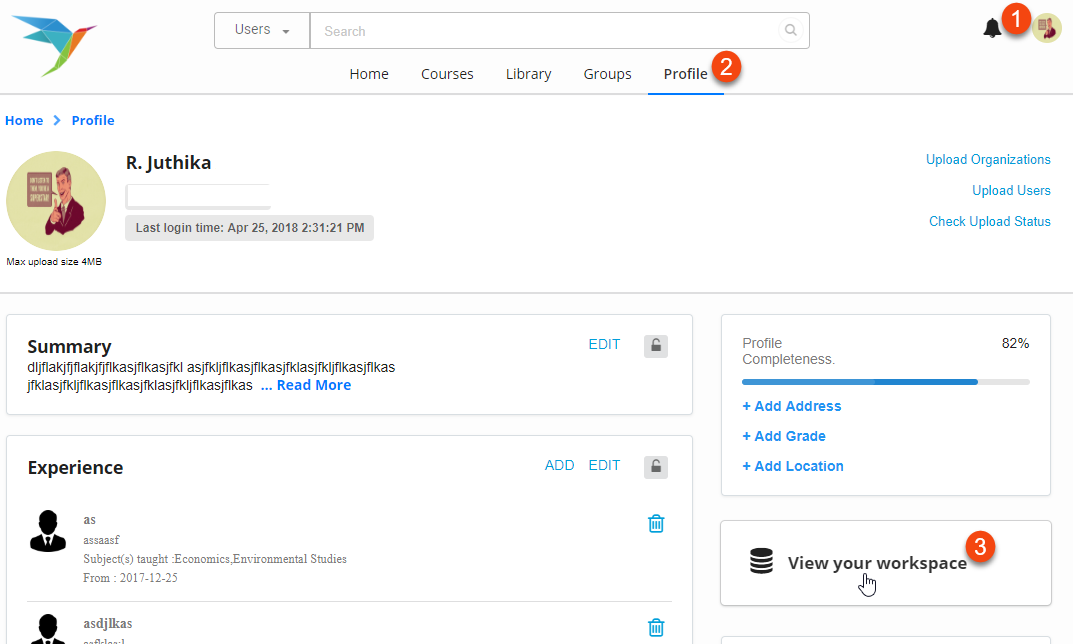 Users
Search
1
Home Courses Library Groups Profile 2
Home Profile
R. Juthika
Last login time: Apr 25, 2018 2:31:21 PM
Max upload size 4MB
Upload Organizations
Upload Users
Check Upload Status
Summary EDIT
dljflakjfjflakjfjflkasjflkasjfkl asjfkljflkasjflkasjfklasjfkljflkasjflkas
jfklasjfkljflkasjflkasjfklasjfkljflkasjflkas ... Read More
Experience ADD EDIT
as
assaasf
Subject(s) taught :Economics,Environmental Studies
From : 2017-12-25
asdjlkas
Profile 82%
Completeness.
+ Add Address
+ Add Grade
+ Add Location
View your workspace 3